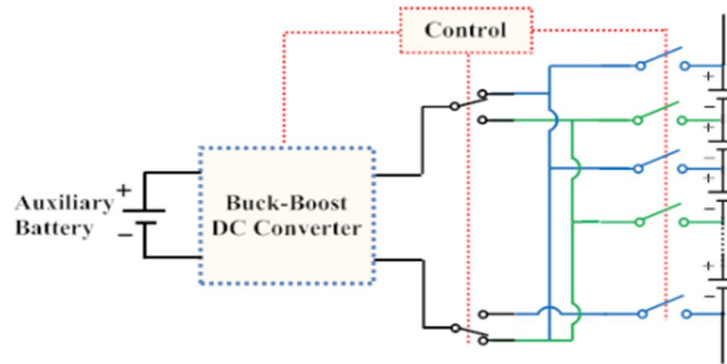 Control
+
−
+
−
+
−
+
−
+
−
Auxiliary
Battery
+
−
Buck-Boost
DC Converter